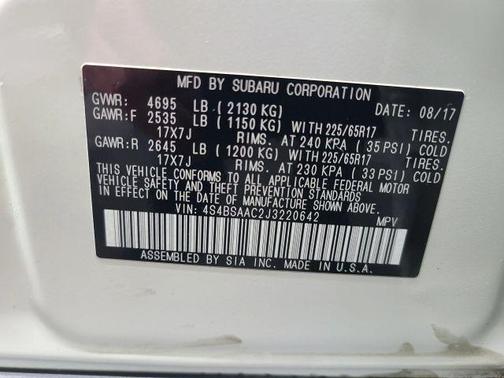 MFD. BY SUBARU CORPORATION
GVWR: 4695 LB (2130 KG) DATE: 08/17
GAWR:F 2535 LB (1150 KG) WITH 225/65R17 TIRES.
17X7J RIMS. AT 240 KPA (35 PSI) COLD
GAWR:R 2645 LB (1200 KG) WITH 225/65R17 TIRES.
17X7J RIMS. AT 230 KPA (33 PSI) COLD
THIS VEHICLE CONFORMS TO ALL APPLICABLE FEDERAL MOTOR
VEHICLE SAFETY AND THEFT PREVENTION STANDARDS
IN EFFECT ON THE DATE OF MANUFACTURE SHOWN ABOVE.
VIN: 4S4BSAAC2J3220642 MPV
ASSEMBLED BY SIA INC. MADE IN U.S.A.